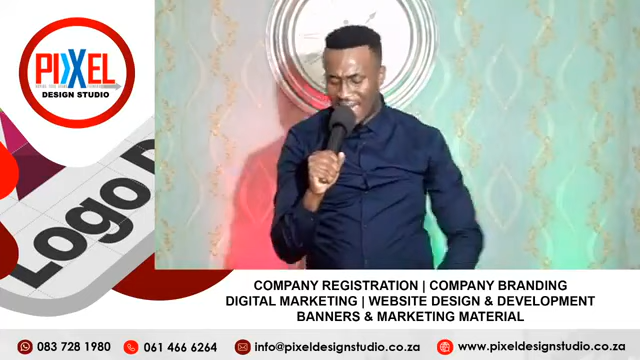 PIXXEL
DESIGN STUDIO
Logo D
COMPANY REGISTRATION | COMPANY BRANDING
DIGITAL MARKETING | WEBSITE DESIGN & DEVELOPMENT
BANNERS & MARKETING MATERIAL
083 728 1980
061 466 6264
info@pixeldesignstudio.co.za
www.pixeldesignstudio.co.za